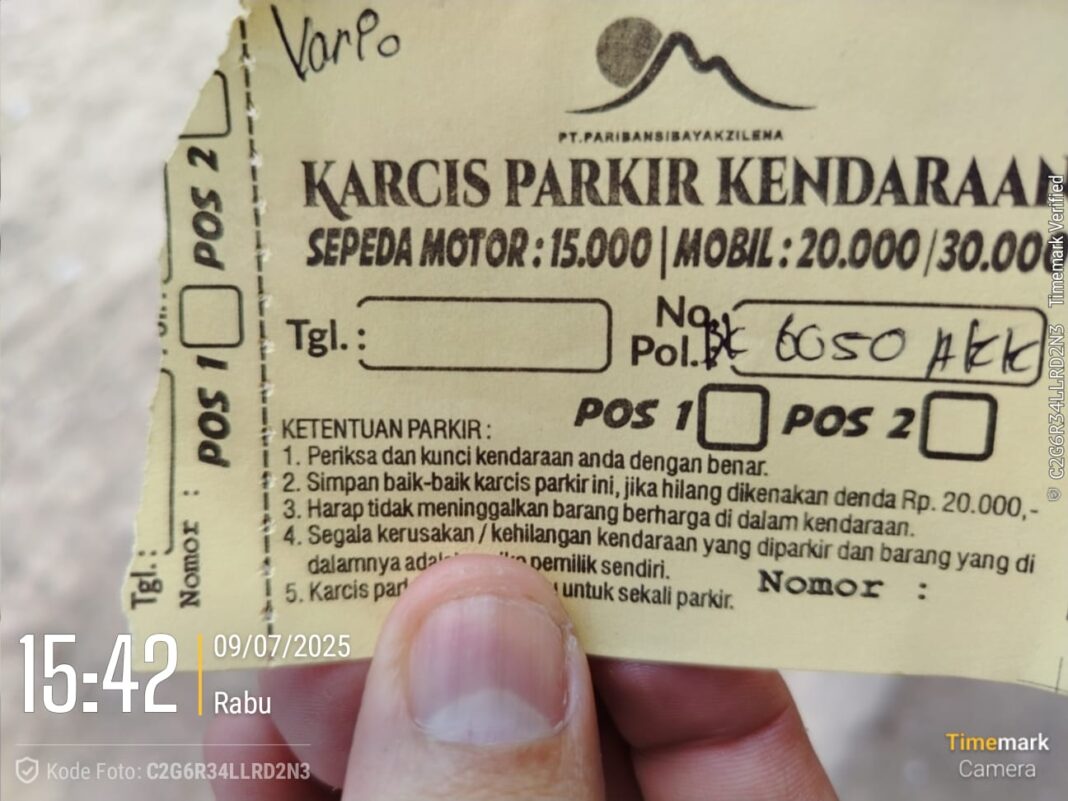 Vario
PT.PARIBANSIBAYAKZILENA
KARCIS PARKIR KENDARAAN
SEPEDA MOTOR : 15.000 | MOBIL : 20.000 / 30.000
Tgl. :
No.
Pol. BK 6050 AKK
POS 1 POS 2
KETENTUAN PARKIR :
1. Periksa dan kunci kendaraan anda dengan benar.
2. Simpan baik-baik karcis parkir ini, jika hilang dikenakan denda Rp. 20.000,-
3. Harap tidak meninggalkan barang berharga di dalam kendaraan.
4. Segala kerusakan / kehilangan kendaraan yang diparkir dan barang yang di
dalamnya pemilik sendiri.
5. Karcis untuk sekali parkir.
Nomor :
POS 1 POS 2
Tgl. :
Nomor :
15:42
09/07/2025
Rabu
Kode Foto: C2G6R34LLRD2N3
Timemark
Camera
© C2G6R34LLRD2N3 Timemark Verified